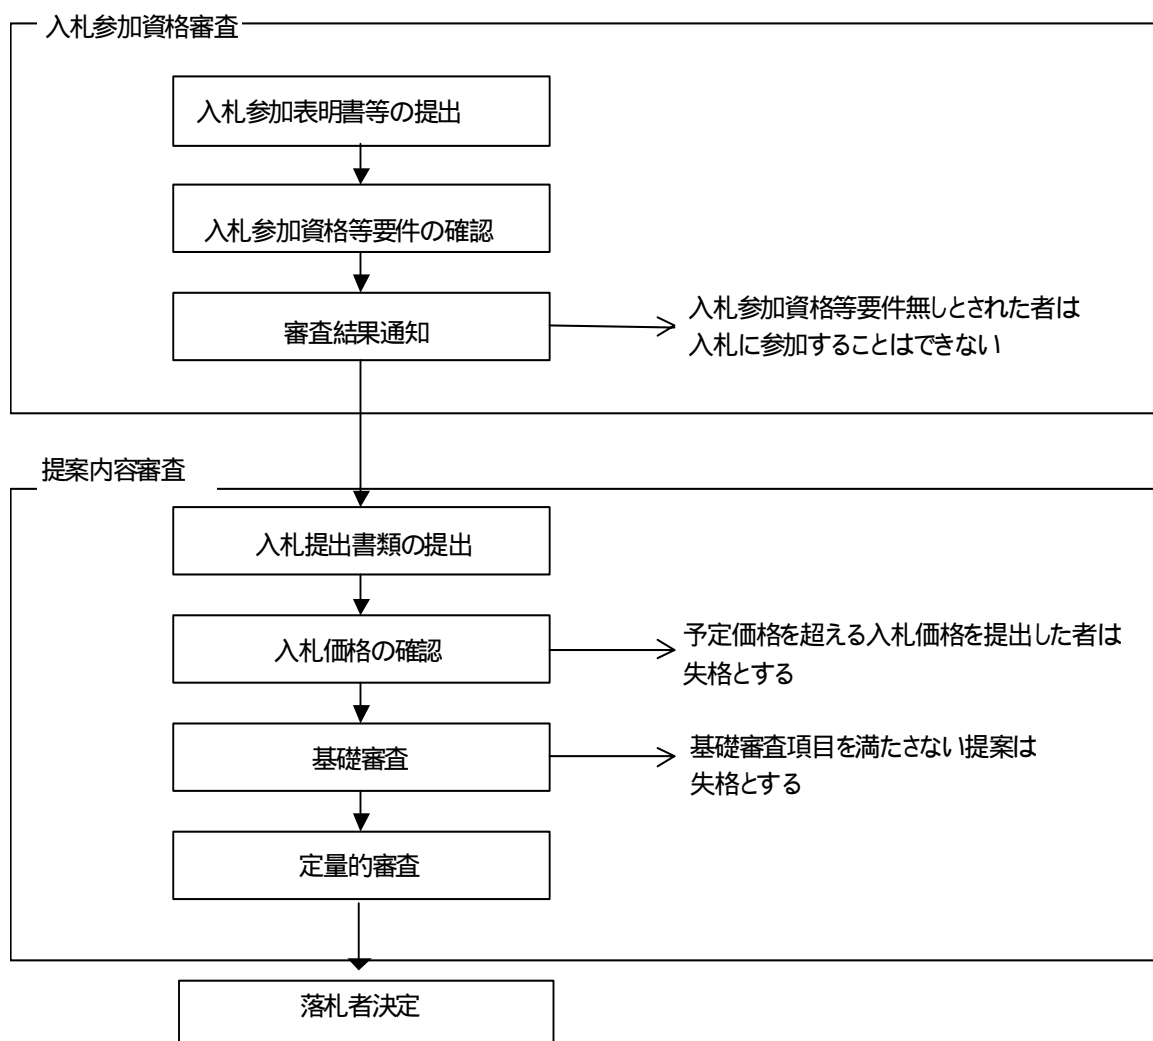 入札参加資格審査
入札参加表明書等の提出
入札参加資格等要件の確認
審査結果通知
入札参加資格等要件無しとされた者は
入札に参加することはできない
提案内容審査
入札提出書類の提出
入札価格の確認
予定価格を超える入札価格を提出した者は
失格とする
基礎審査
基礎審査項目を満たさない提案は
失格とする
定量的審査
落札者決定